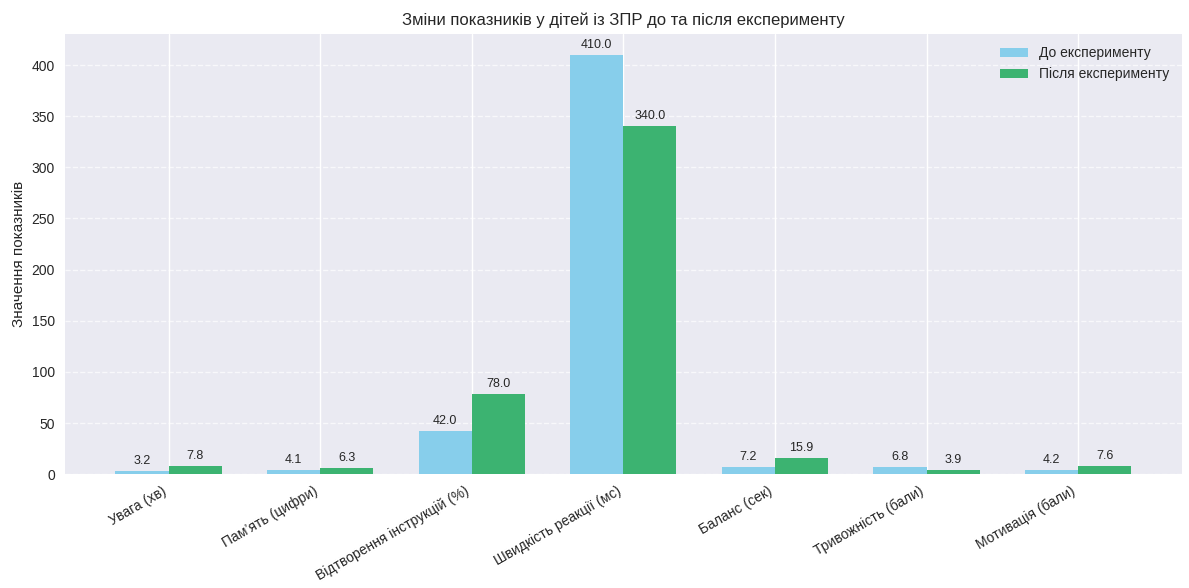 Зміни показників у дітей із ЗПР до та після експерименту
До експерименту
Після експерименту
Значення показників
400
350
300
250
200
150
100
50
0
3.2
7.8
4.1
6.3
42.0
78.0
410.0
340.0
7.2
15.9
6.8
3.9
4.2
7.6
Увага (хв)
Пам'ять (цифри)
Відтворення інструкцій (%)
Швидкість реакції (мс)
Баланс (сек)
Тривожність (бали)
Мотивація (бали)